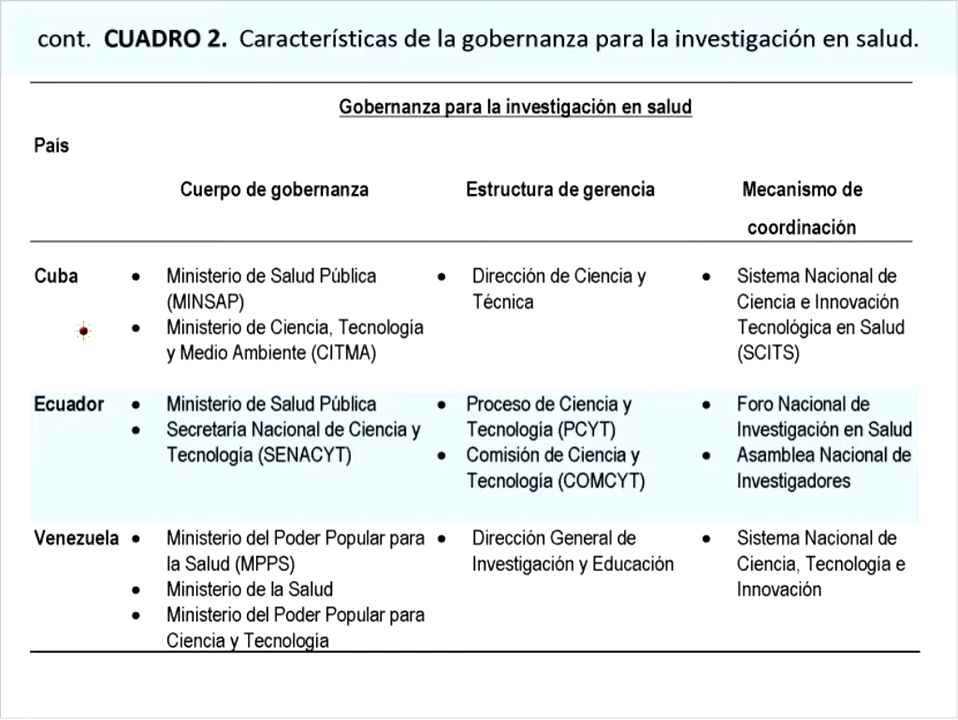 cont. CUADRO 2. Características de la gobernanza para la investigación en salud.
Gobernanza para la investigación en salud
País
Cuerpo de gobernanza
Estructura de gerencia
Mecanismo de
coordinación
Cuba
• Ministerio de Salud Pública
(MINSAP)
• Ministerio de Ciencia, Tecnología
y Medio Ambiente (CITMA)
• Dirección de Ciencia y
Técnica
• Sistema Nacional de
Ciencia e Innovación
Tecnológica en Salud
(SCITS)
Ecuador
• Ministerio de Salud Pública
• Secretaría Nacional de Ciencia y
Tecnología (SENACYT)
• Proceso de Ciencia y
Tecnología (PCYT)
• Comisión de Ciencia y
Tecnología (COMCYT)
• Foro Nacional de
Investigación en Salud
• Asamblea Nacional de
Investigadores
Venezuela
• Ministerio del Poder Popular para
la Salud (MPPS)
• Ministerio de la Salud
• Ministerio del Poder Popular para
Ciencia y Tecnología
• Dirección General de
Investigación y Educación
• Sistema Nacional de
Ciencia, Tecnología e
Innovación